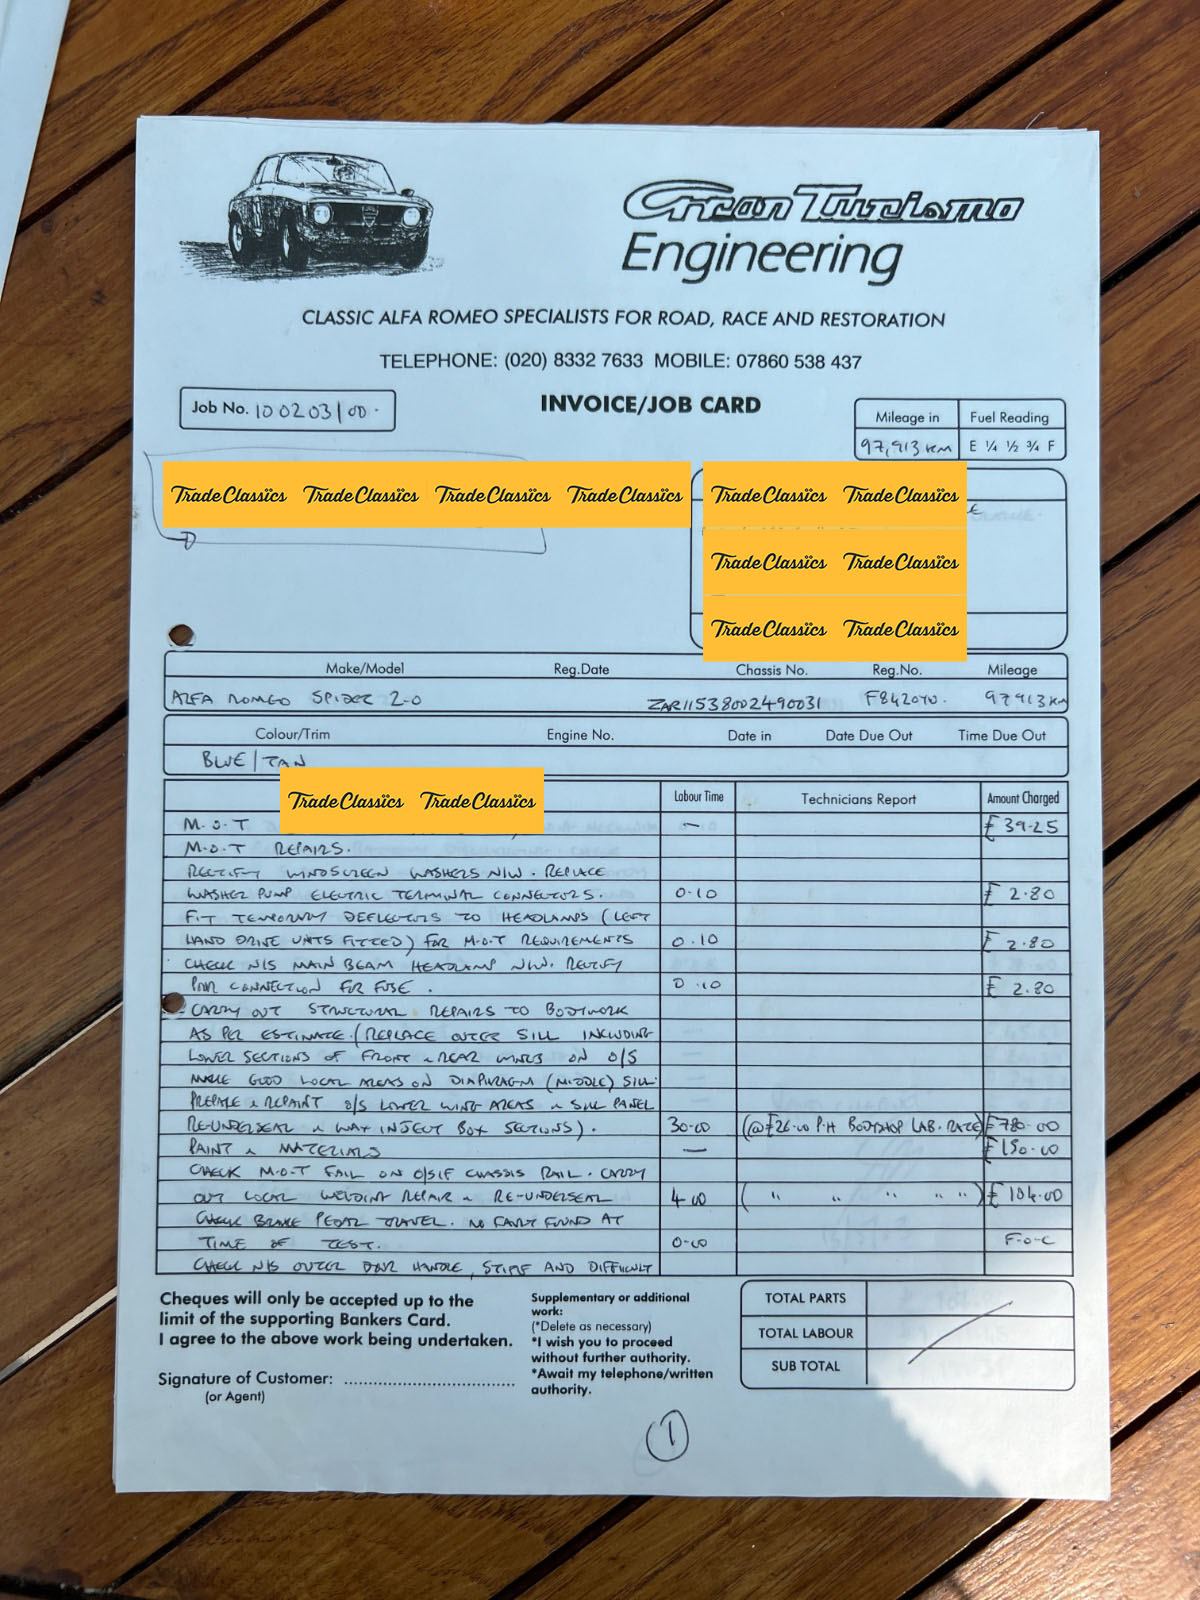 Gran Turismo
Engineering
CLASSIC ALFA ROMEO SPECIALISTS FOR ROAD, RACE AND RESTORATION
TELEPHONE: (020) 8332 7633 MOBILE: 07860 538 437
Job No. 100203/00.
INVOICE/JOB CARD
Mileage in Fuel Reading
97,913 KM E ¼ ½ ¾ F
Trade Classics Trade Classics Trade Classics Trade Classics
Trade Classics Trade Classics
Trade Classics Trade Classics
Trade Classics Trade Classics
Make/Model Reg.Date Chassis No. Reg.No. Mileage
ALFA ROMEO SPIDER 2.0 ZAR11538002490031 97913 KM
Colour/Trim Engine No. Date in Date Due Out Time Due Out
BLUE/TAN
Trade Classics Trade Classics
Labour Time Technicians Report Amount Charged
M.O.T — £39.25
M.O.T REPAIRS.
RECTIFY WINDSCREEN WASHERS N/W. REPLACE
WASHER PUMP ELECTRIC TERMINAL CONNECTORS. 0.10 £2.80
FIT TEMPORARY DEFLECTORS TO HEADLAMPS (LEFT
HAND DRIVE UNITS FITTED) FOR M.O.T REQUIREMENTS 0.10 £2.80
CHECK N/S MAIN BEAM HEADLAMP N/W. RECTIFY
POOR CONNECTION FOR FUSE. 0.10 £2.80
CARRY OUT STRUCTURAL REPAIRS TO BODYWORK
AS PER ESTIMATE. (REPLACE OUTER SILL INCLUDING
LOWER SECTIONS OF FRONT & REAR WINGS ON O/S
MAKE GOOD LOCAL AREAS ON DIAPHRAGM (MIDDLE) SILL.
PREPARE & REPAINT O/S LOWER WING AREAS & SILL PANEL
RE-UNDERSEAL & WAX INJECT BOX SECTIONS). 30.00 (@£26.00 P.H BODYSHOP LAB. RATE) £780.00
PAINT & MATERIALS — £150.00
CHECK M.O.T FAIL ON O/S/F CHASSIS RAIL. CARRY
OUT LOCAL WELDING REPAIR & RE-UNDERSEAL 4.00 ( " " " " ") £104.00
CHECK BRAKE PEDAL TRAVEL. NO FAULT FOUND AT
TIME OF TEST. 0.00 F.O.C
CHECK N/S OUTER DOOR HANDLE, STIFF AND DIFFICULT
Cheques will only be accepted up to the
limit of the supporting Bankers Card.
I agree to the above work being undertaken.
Signature of Customer: ..............................
(or Agent)
Supplementary or additional
work:
(*Delete as necessary)
*I wish you to proceed
without further authority.
*Await my telephone/written
authority.
TOTAL PARTS
TOTAL LABOUR
SUB TOTAL
1